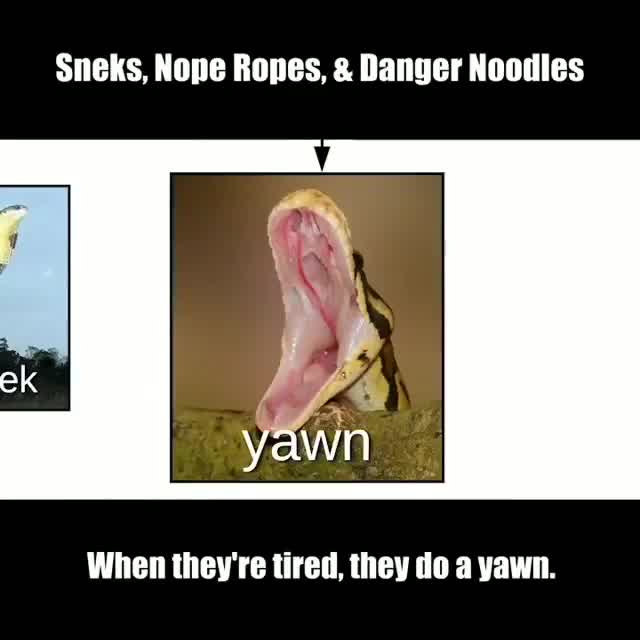 Sneks, Nope Ropes, & Danger Noodles
ek
yawn
When they're tired, they do a yawn.